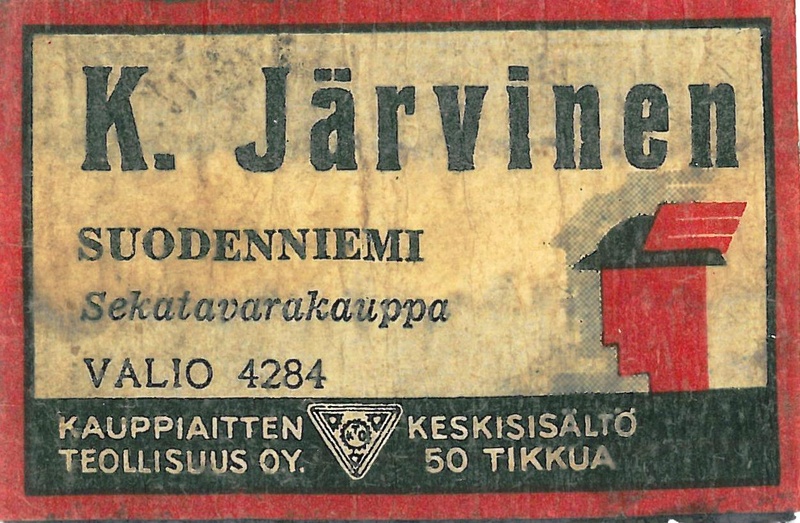 K. Järvinen
SUODENNIEMI
Sekatavarakauppa
VALIO 4284
KAUPPIAITTEN
TEOLLISUUS OY.
KESKISISÄLTÖ
50 TIKKUA